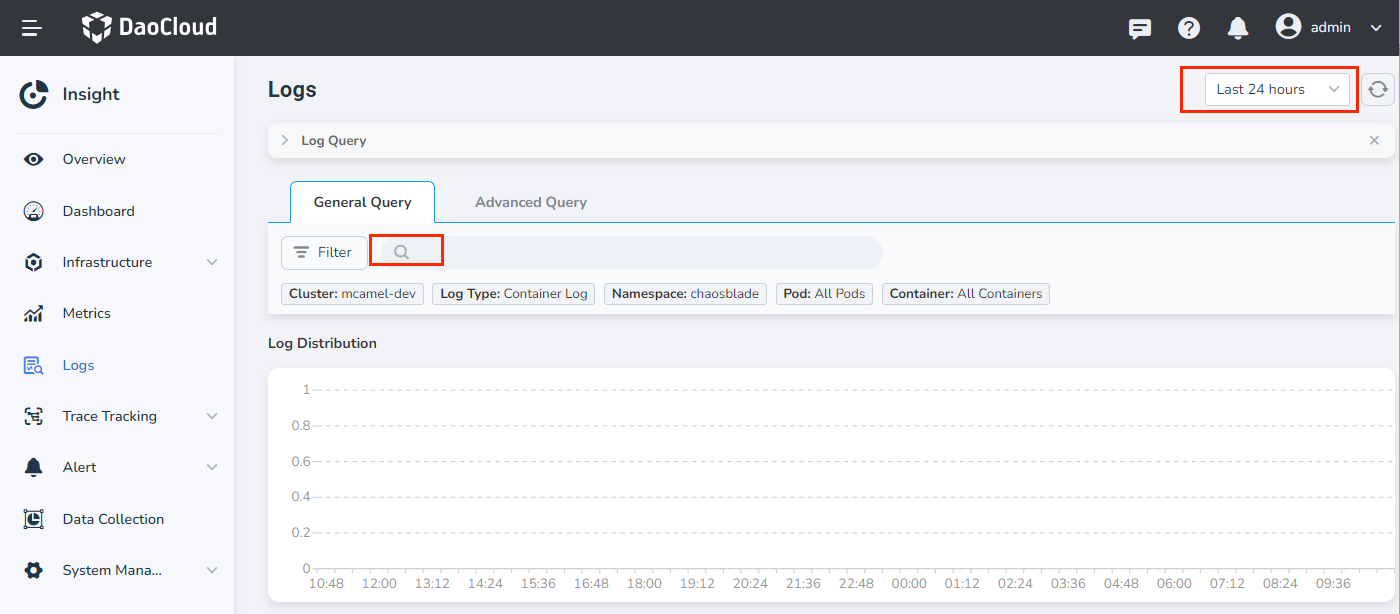 DaoCloud
admin
Insight
Overview
Dashboard
Infrastructure
Metrics
Logs
Trace Tracking
Alert
Data Collection
System Mana...
Logs
Last 24 hours
Log Query
General Query
Advanced Query
Filter
Cluster: mcamel-dev
Log Type: Container Log
Namespace: chaosblade
Pod: All Pods
Container: All Containers
Log Distribution
1
0.8
0.6
0.4
0.2
0
10:48 12:00 13:12 14:24 15:36 16:48 18:00 19:12 20:24 21:36 22:48 00:00 01:12 02:24 03:36 04:48 06:00 07:12 08:24 09:36